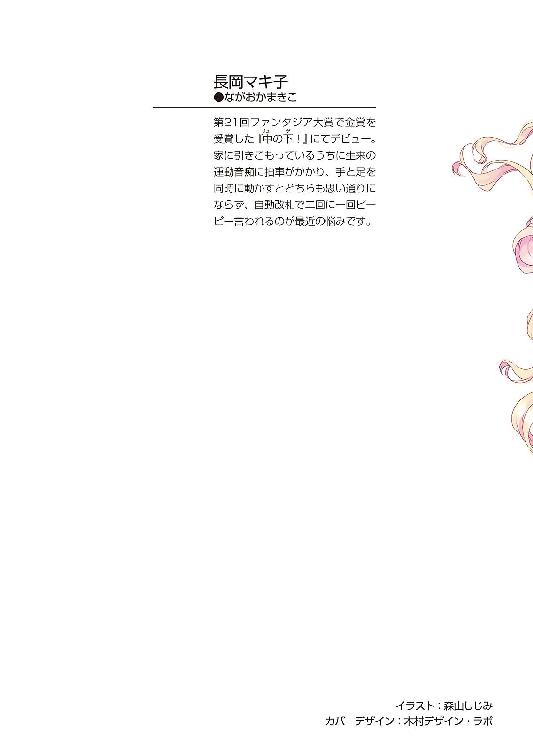 長岡マキ子
●ながおかまきこ
第21回ファンタジア大賞で金賞を
受賞した『中の下!』にてデビュー。
家に引きこもっているうちに生来の
運動音痴に拍車がかかり、手と足を
同時に動かすとどちらも思い通りに
ならず、自動改札で二回に一回ピー
ピー言われるのが最近の悩みです。
イラスト:森山しじみ
カバーデザイン:木村デザイン・ラボ